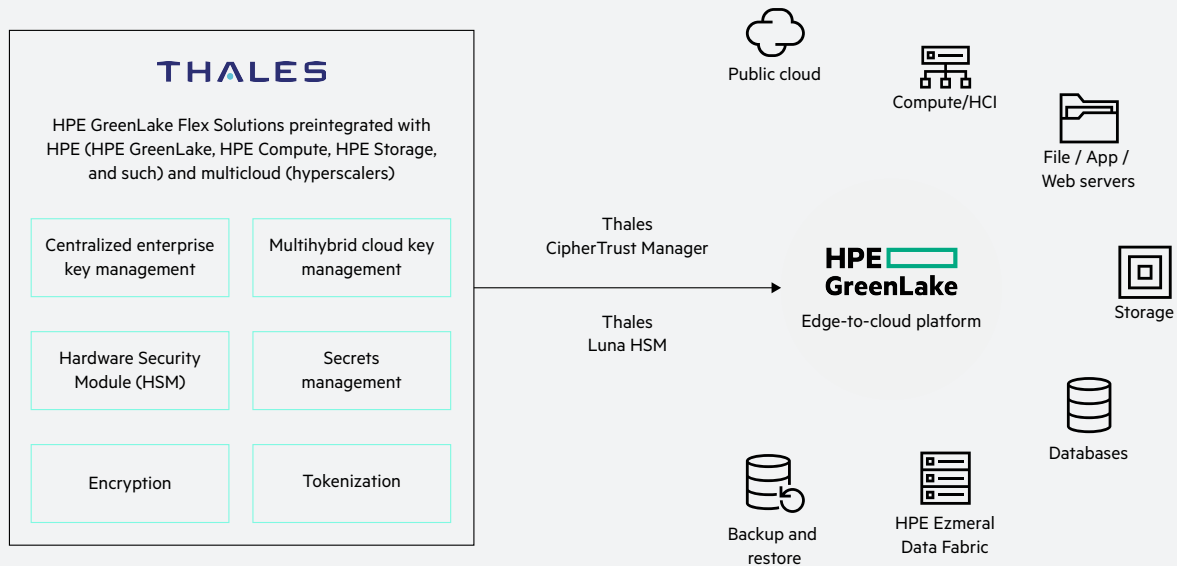 THALES
HPE GreenLake Flex Solutions preintegrated with
HPE (HPE GreenLake, HPE Compute, HPE Storage,
and such) and multicloud (hyperscalers)
Centralized enterprise
key management
Multihybrid cloud key
management
Hardware Security
Module (HSM)
Secrets
management
Encryption
Tokenization
Thales
CipherTrust Manager
Thales
Luna HSM
HPE
GreenLake
Edge-to-cloud platform
Public cloud
Compute/HCI
File / App /
Web servers
Storage
Databases
HPE Ezmeral
Data Fabric
Backup and
restore